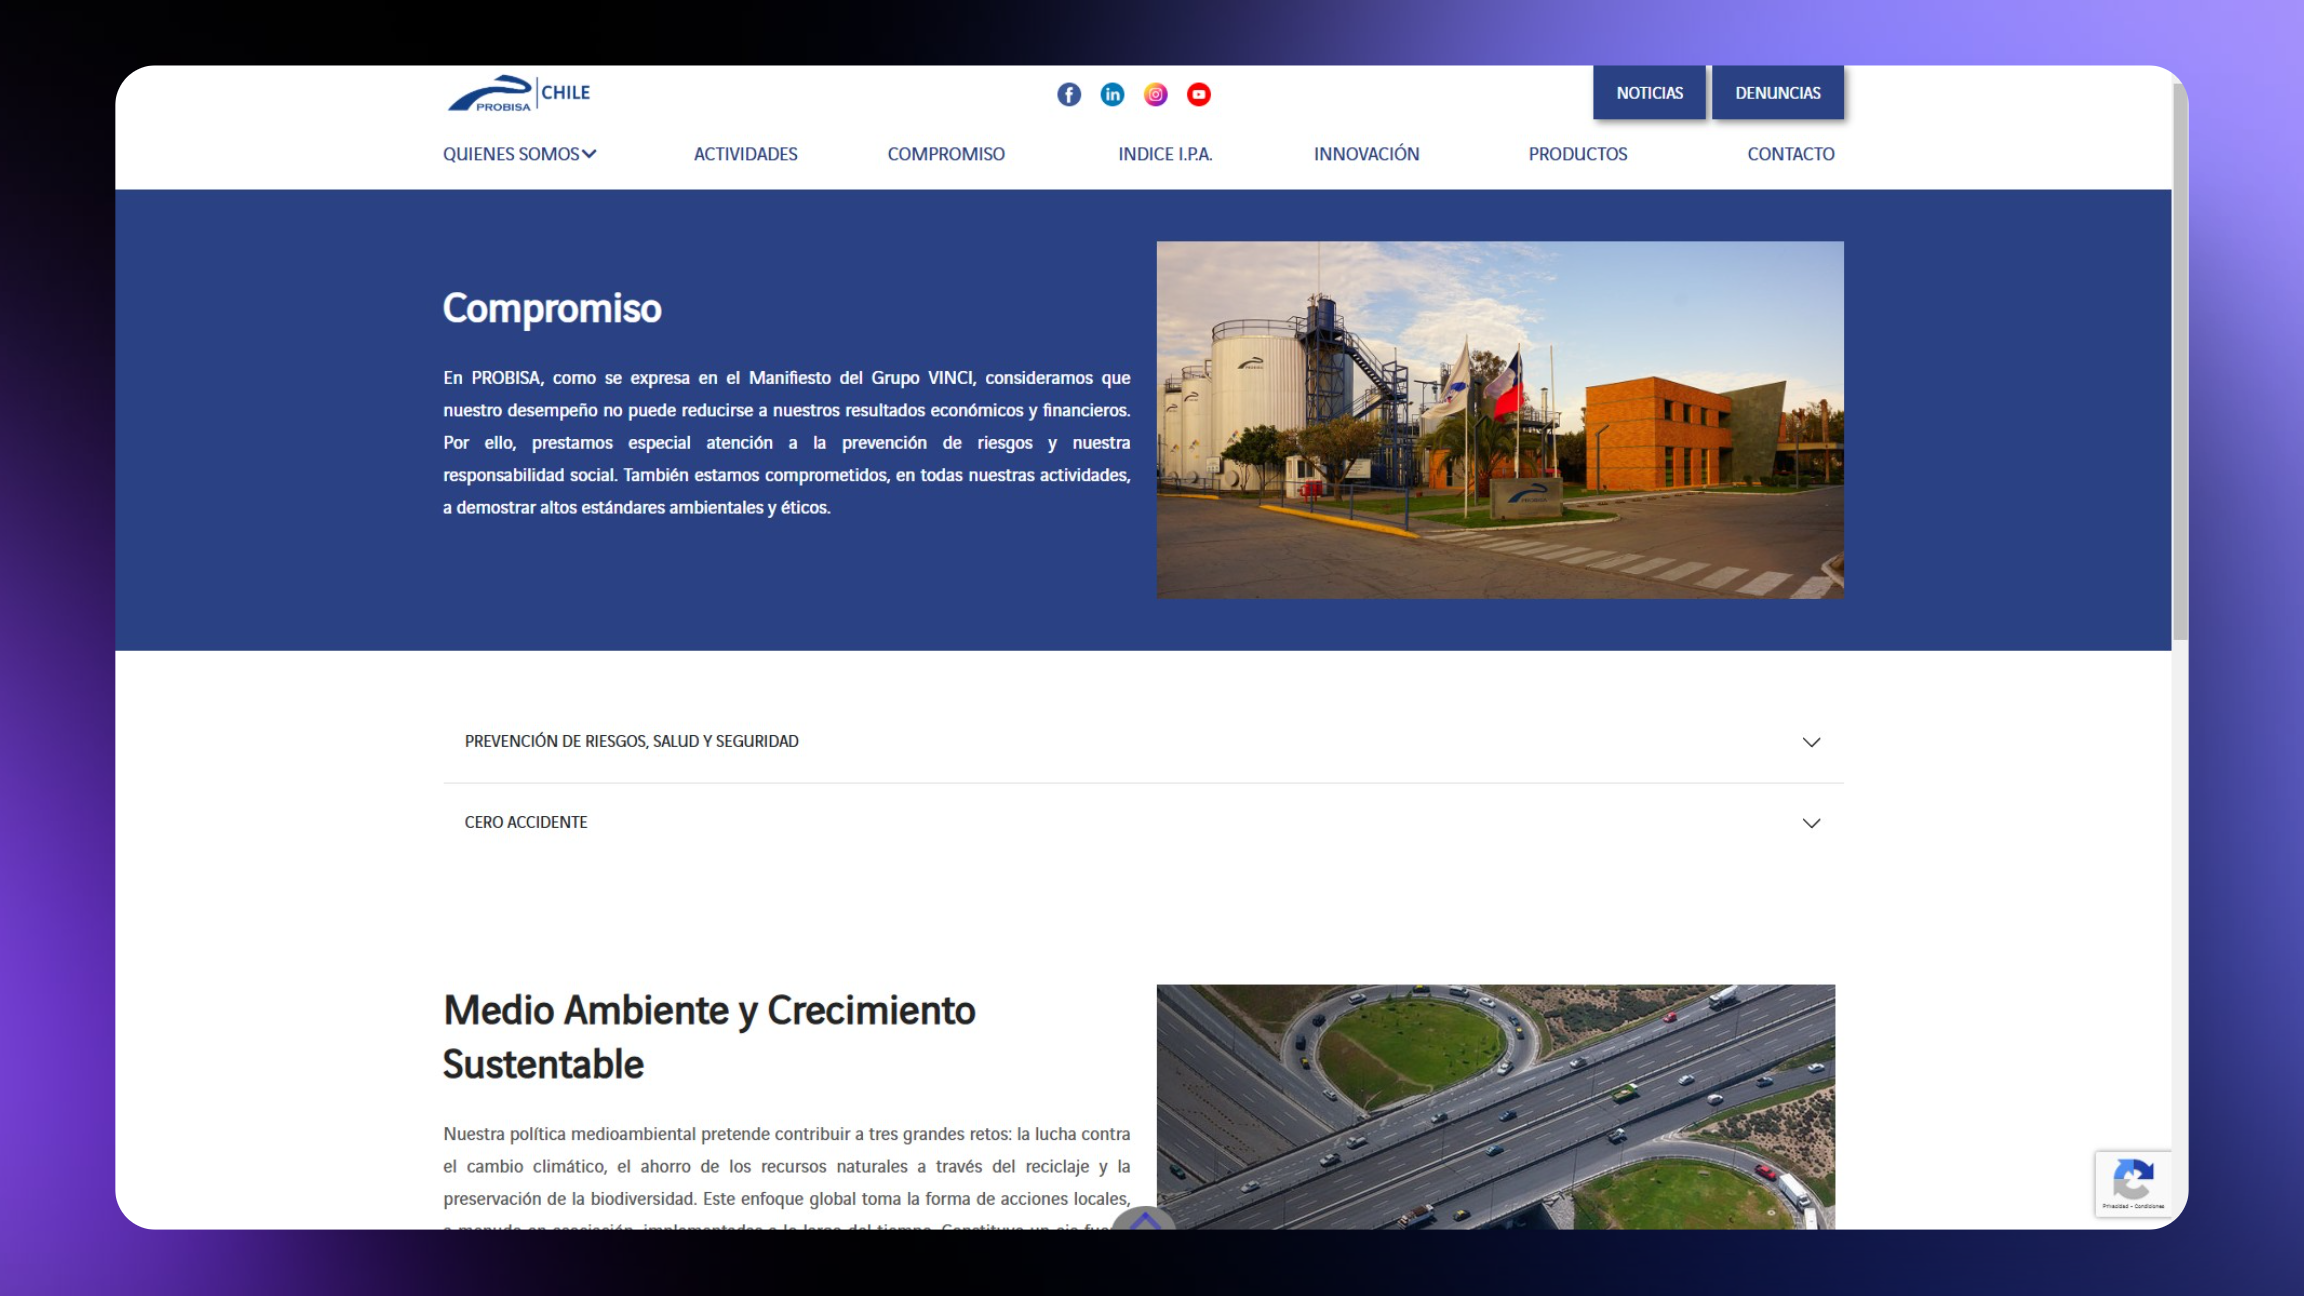 PROBISA
CHILE
NOTICIAS
DENUNCIAS
QUIENES SOMOS
ACTIVIDADES
COMPROMISO
INDICE I.P.A.
INNOVACIÓN
PRODUCTOS
CONTACTO
Compromiso
En PROBISA, como se expresa en el Manifiesto del Grupo VINCI, consideramos que
nuestro desempeño no puede reducirse a nuestros resultados económicos y financieros.
Por ello, prestamos especial atención a la prevención de riesgos y nuestra
responsabilidad social. También estamos comprometidos, en todas nuestras actividades,
a demostrar altos estándares ambientales y éticos.
PREVENCIÓN DE RIESGOS, SALUD Y SEGURIDAD
CERO ACCIDENTE
Medio Ambiente y Crecimiento
Sustentable
Nuestra política medioambiental pretende contribuir a tres grandes retos: la lucha contra
el cambio climático, el ahorro de los recursos naturales a través del reciclaje y la
preservación de la biodiversidad. Este enfoque global toma la forma de acciones locales,
Privacidad - Condiciones